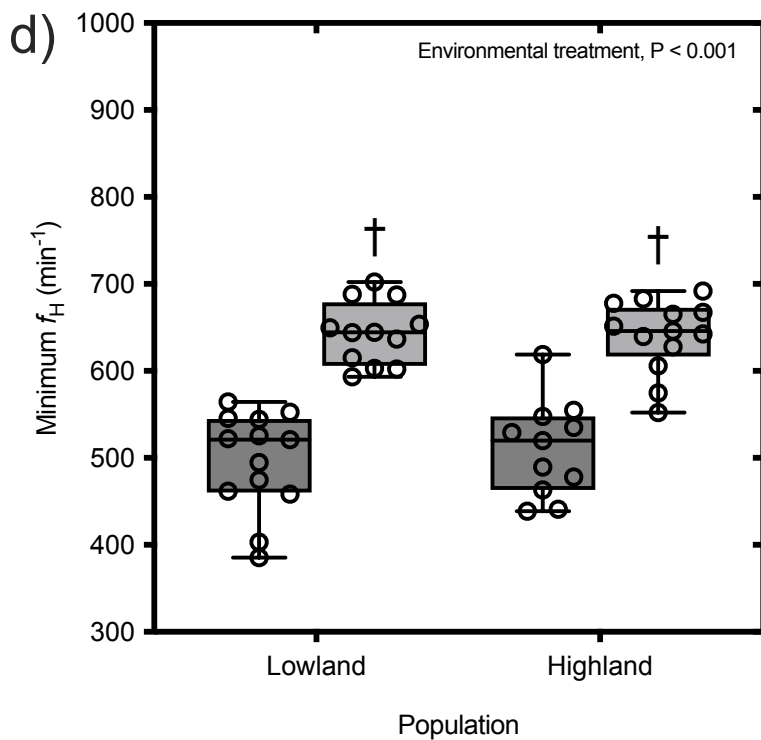 d)
Environmental treatment, P < 0.001
1000
900
800
700
600
500
400
300
Minimum fH (min-1)
†
†
Lowland
Highland
Population